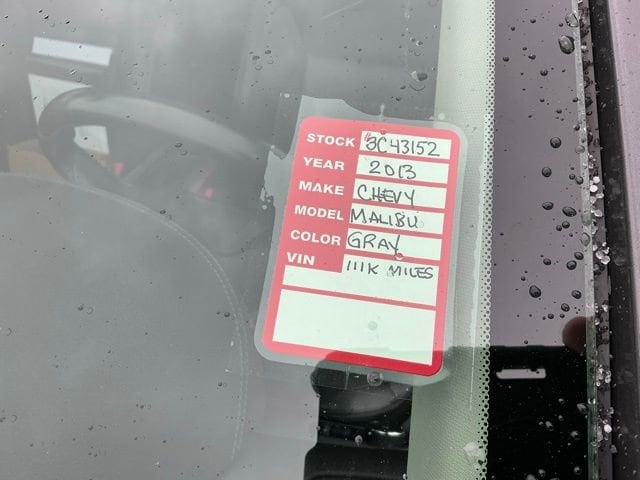 STOCK #3C43152
YEAR 2013
MAKE CHEVY
MODEL MALIBU
COLOR GRAY
VIN 111K MILES